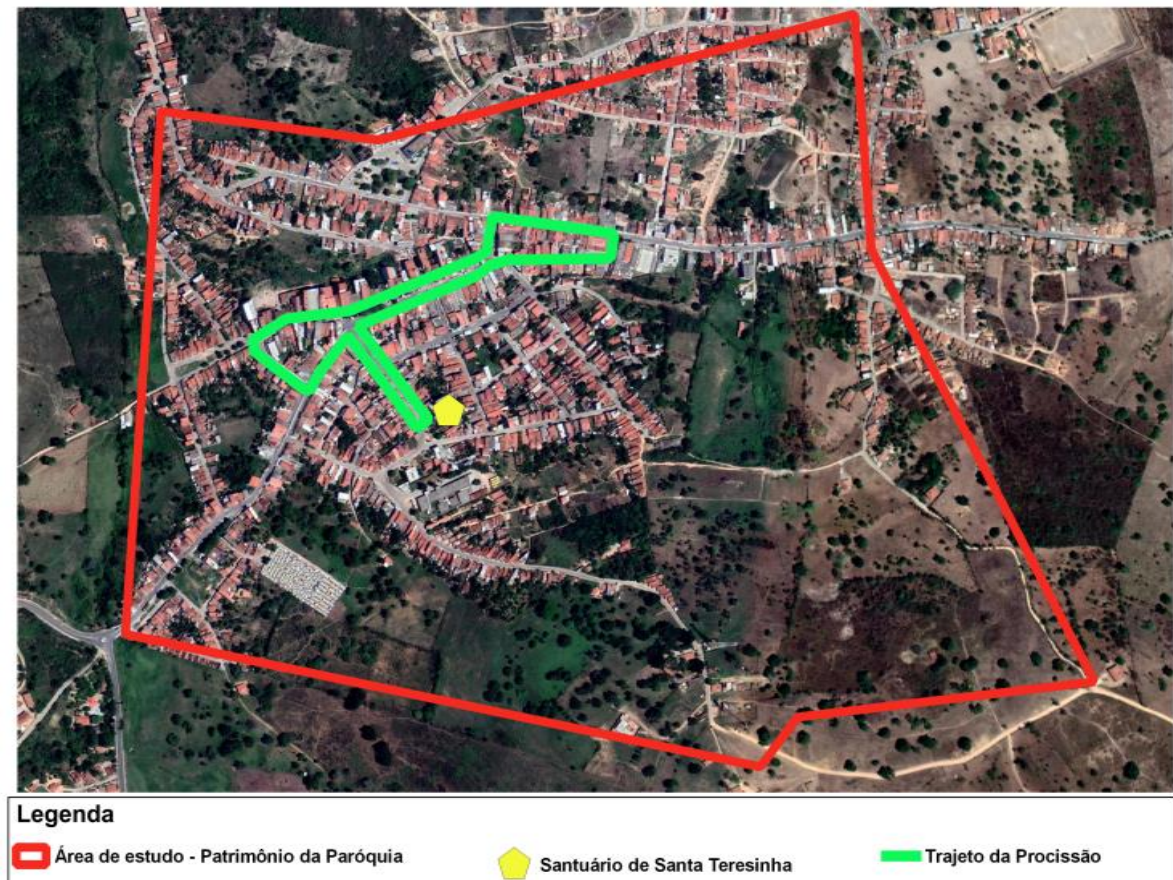 Legenda
Área de estudo - Patrimônio da Paróquia
Santuário de Santa Teresinha
Trajeto da Procissão